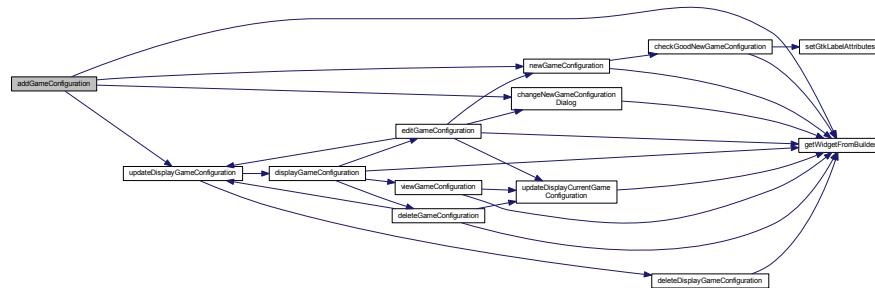 addGameConfiguration
updateDisplayGameConfiguration
displayGameConfiguration
editGameConfiguration
viewGameConfiguration
deleteGameConfiguration
newGameConfiguration
changeNewGameConfiguration
Dialog
updateDisplayCurrentGame
Configuration
checkGoodNewGameConfiguration
deleteDisplayGameConfiguration
setGtkLabelAttributes
getWidgetFromBuilder